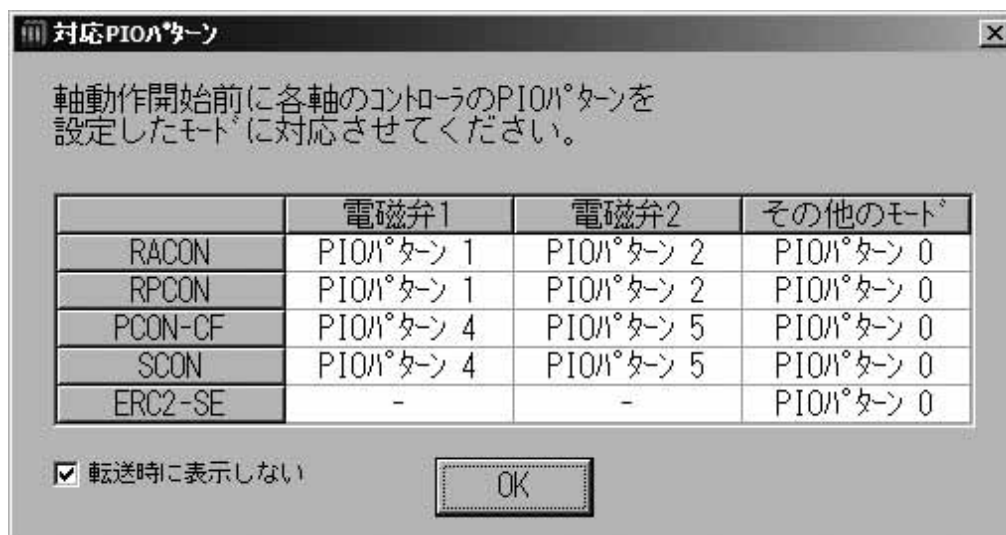 対応PIOﾊﾟﾀｰﾝ
軸動作開始前に各軸のｺﾝﾄﾛｰﾗのPIOﾊﾟﾀｰﾝを
設定したﾓｰﾄﾞに対応させてください。
電磁弁1 電磁弁2 その他のﾓｰﾄﾞ
RACON PIOﾊﾟﾀｰﾝ 1 PIOﾊﾟﾀｰﾝ 2 PIOﾊﾟﾀｰﾝ 0
RPCON PIOﾊﾟﾀｰﾝ 1 PIOﾊﾟﾀｰﾝ 2 PIOﾊﾟﾀｰﾝ 0
PCON-CF PIOﾊﾟﾀｰﾝ 4 PIOﾊﾟﾀｰﾝ 5 PIOﾊﾟﾀｰﾝ 0
SCON PIOﾊﾟﾀｰﾝ 4 PIOﾊﾟﾀｰﾝ 5 PIOﾊﾟﾀｰﾝ 0
ERC2-SE - - PIOﾊﾟﾀｰﾝ 0
転送時に表示しない OK